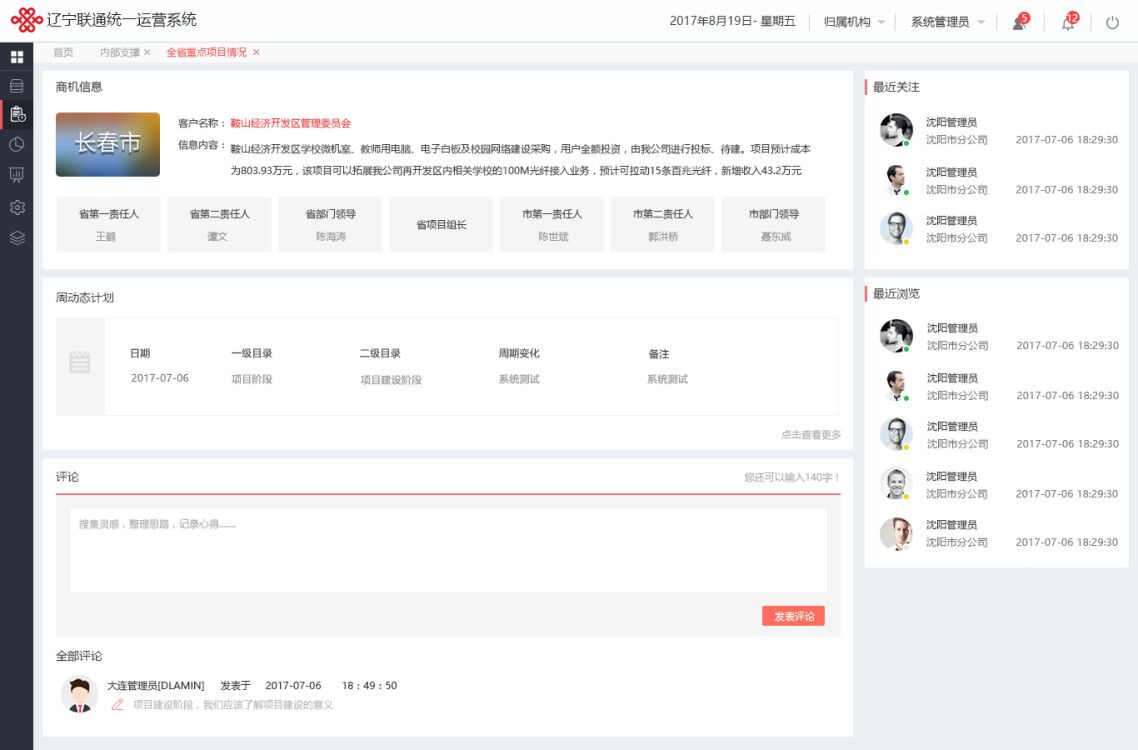 辽宁联通统一运营系统
2017年8月19日- 星期五
归属机构
系统管理员
5
12
首页
内部支撑
全省重点项目情况
商机信息
长春市
客户名称： 鞍山经济开发区管理委员会
信息内容： 鞍山经济开发区学校微机室、教师用电脑、电子白板及校园网络建设采购，用户全额投资，由我公司进行投标、待建。项目预计成本
为803.93万元，该项目可以拓展我公司再开发区内相关学校的100M光纤接入业务，预计可拉动15条百兆光纤，新增收入43.2万元
省第一责任人 省第二责任人 省部门领导 省项目组长 市第一责任人 市第二责任人 市部门领导
王鹤 谭文 陈海涛 陈世斌 郭洪桥 聂东威
周动态计划
日期 一级目录 二级目录 周期变化 备注
2017-07-06 项目阶段 项目建设阶段 系统测试 系统测试
点击查看更多
评论
您还可以输入140字！
搜集灵感，整理思路，记录心得......
发表评论
全部评论
大连管理员[DLAMIN] 发表于 2017-07-06 18：49：50
项目建设阶段，我们应该了解项目建设的意义
最近关注
沈阳管理员
沈阳市分公司 2017-07-06 18:29:30
沈阳管理员
沈阳市分公司 2017-07-06 18:29:30
沈阳管理员
沈阳市分公司 2017-07-06 18:29:30
最近浏览
沈阳管理员
沈阳市分公司 2017-07-06 18:29:30
沈阳管理员
沈阳市分公司 2017-07-06 18:29:30
沈阳管理员
沈阳市分公司 2017-07-06 18:29:30
沈阳管理员
沈阳市分公司 2017-07-06 18:29:30
沈阳管理员
沈阳市分公司 2017-07-06 18:29:30